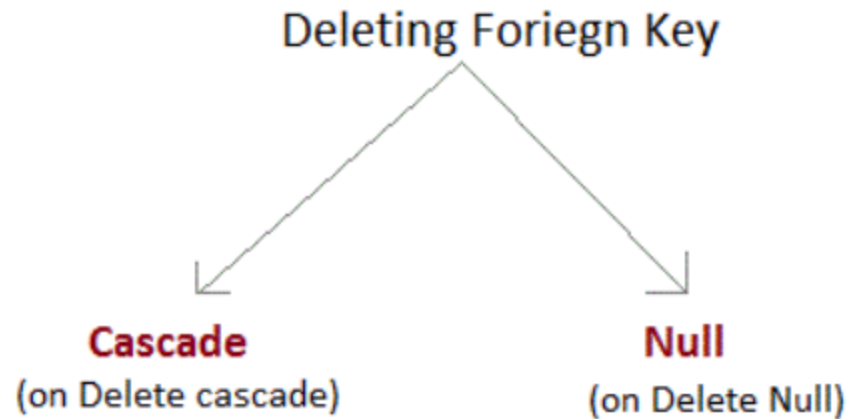 Deleting Foriegn Key
Cascade
(on Delete cascade)
Null
(on Delete Null)